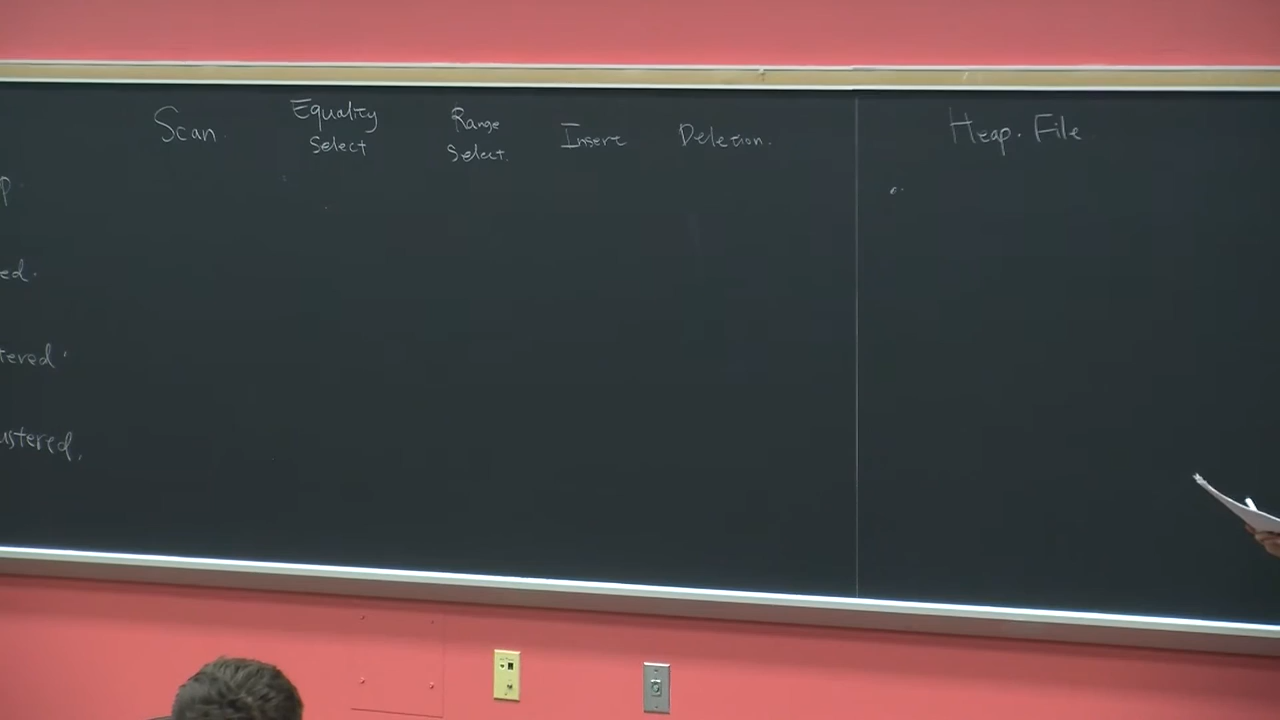 Scan.
Equality
Select
Range
Select.
Insert
Deletion.
Heap. File
p.
ed.
tered.
ustered.